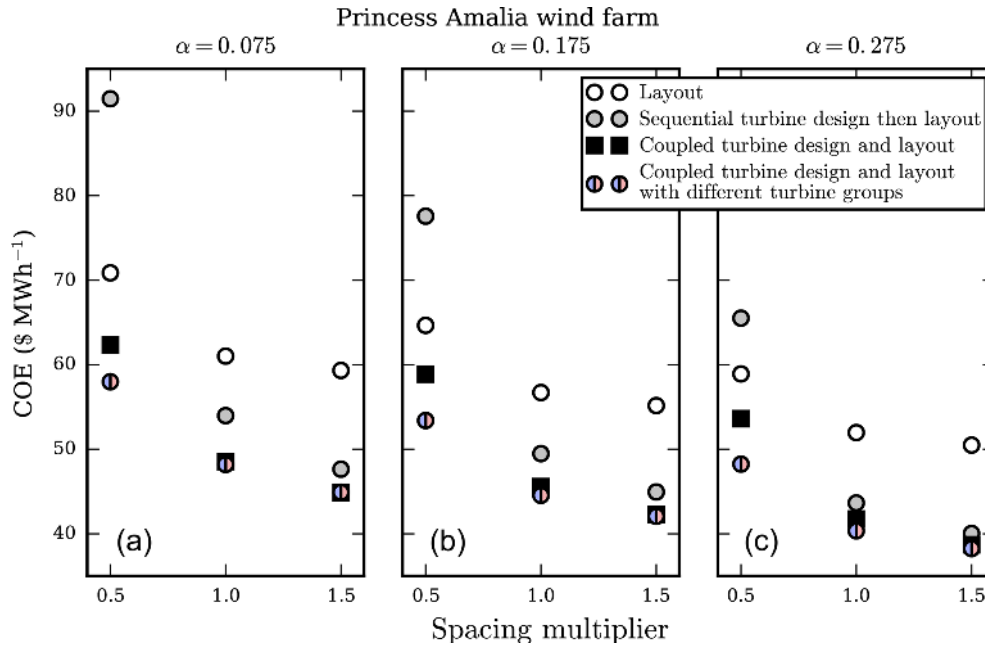 Princess Amalia wind farm
α = 0.075
α = 0.175
α = 0.275
Layout
Sequential turbine design then layout
Coupled turbine design and layout
Coupled turbine design and layout
with different turbine groups
COE ($ MWh⁻¹)
90
80
70
60
50
40
(a)
(b)
(c)
0.5 1.0 1.5
0.5 1.0 1.5
0.5 1.0 1.5
Spacing multiplier